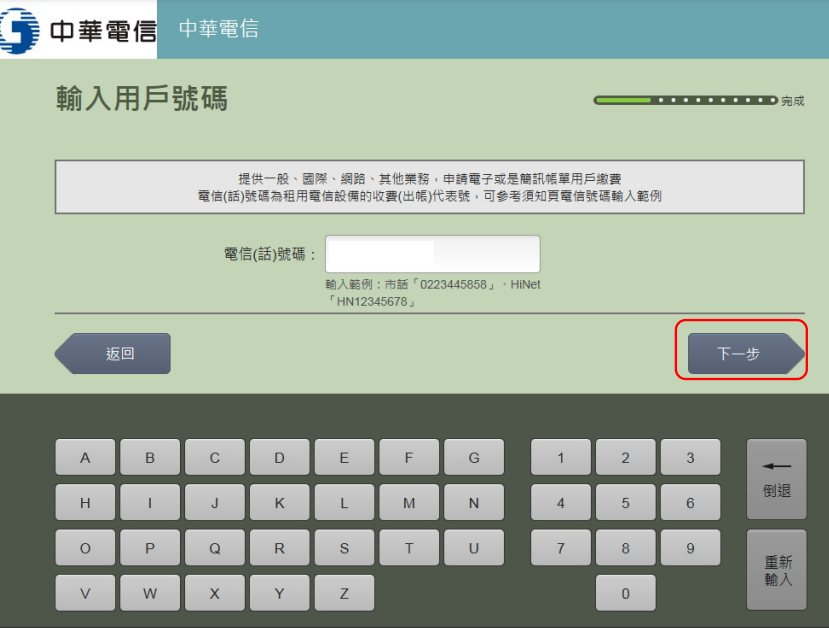 中華電信
中華電信
輸入用戶號碼
完成
提供一般、國際、網路、其他業務，申請電子或是簡訊帳單用戶繳費
電信(話)號碼為租用電信設備的收費(出帳)代表號，可參考須知頁電信號碼輸入範例
電信(話)號碼：
輸入範例：市話「0223445858」、HiNet
「HN12345678」
返回
下一步
A B C D E F G 1 2 3
倒退
H I J K L M N 4 5 6
O P Q R S T U 7 8 9
重新
輸入
V W X Y Z 0